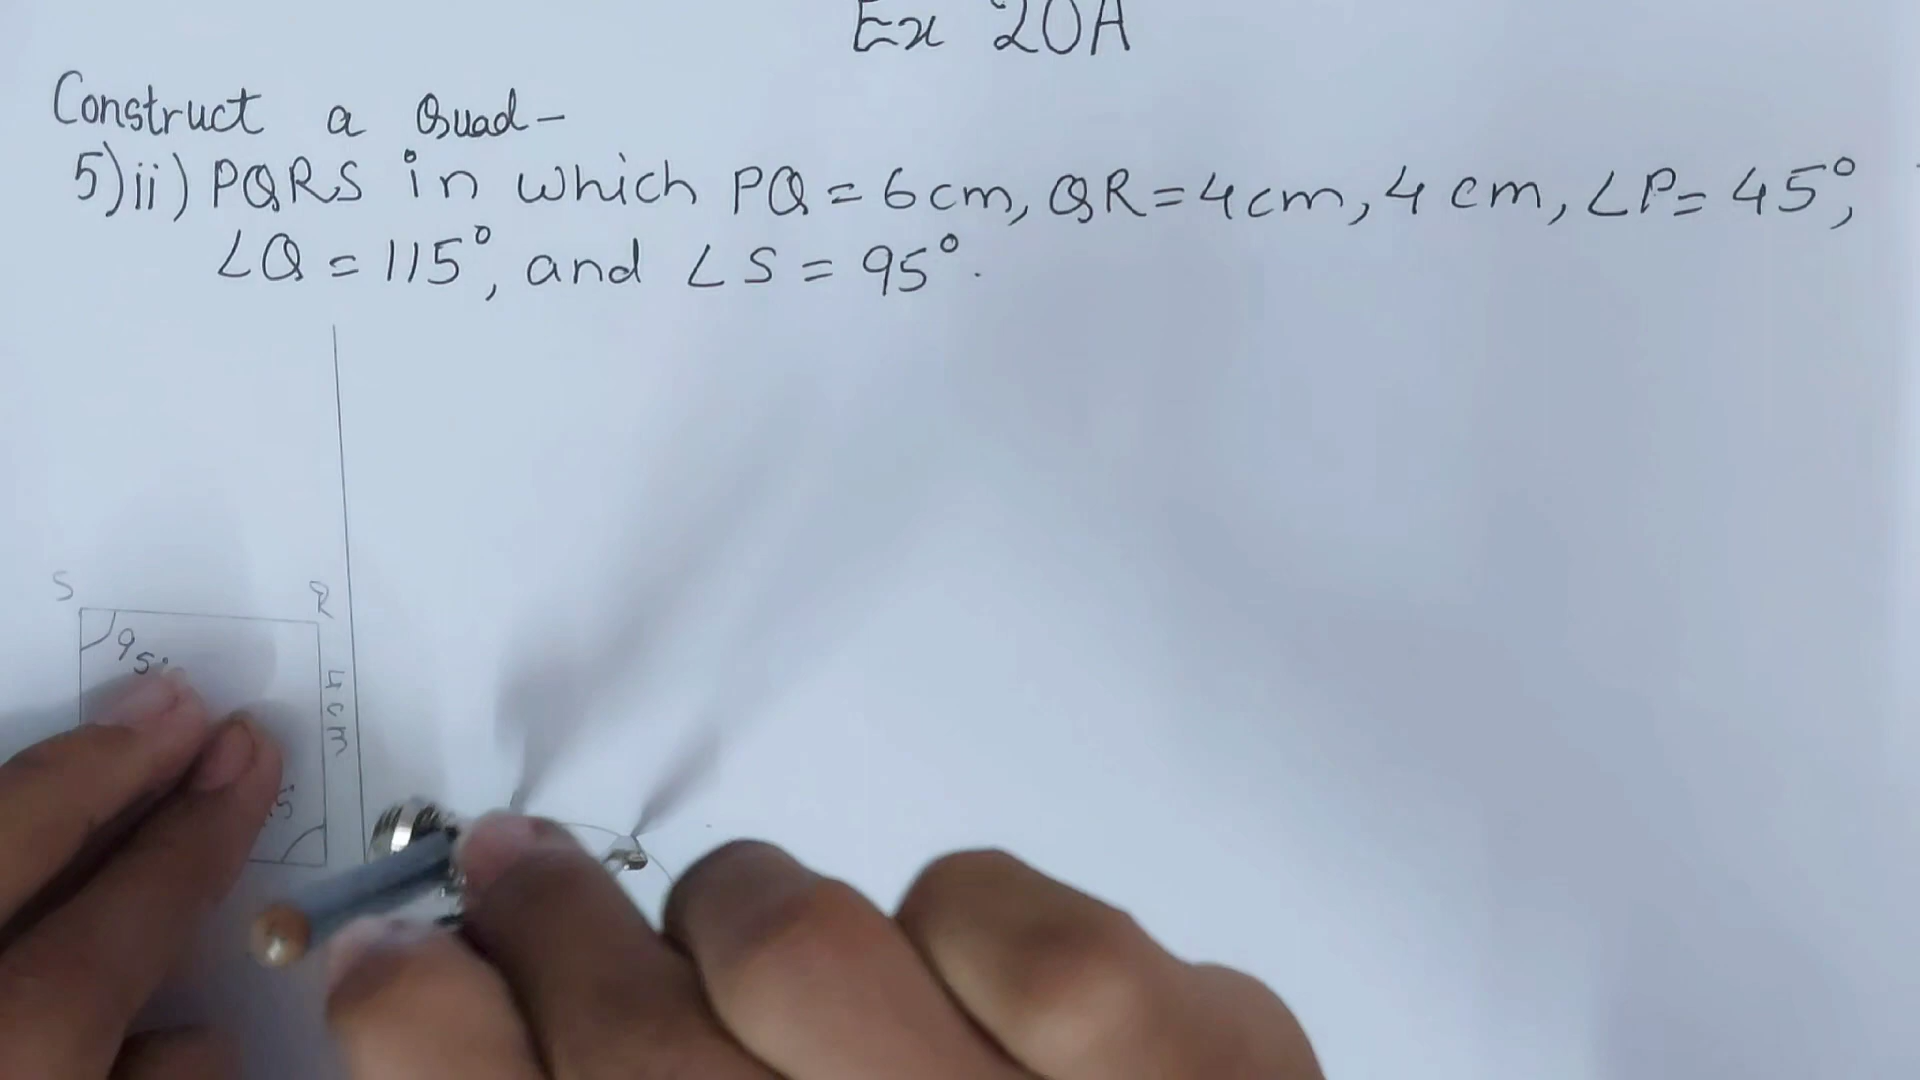 Ex 20A
Construct a Quad-
5)ii) PQRS in which PQ = 6cm, QR = 4cm, 4 cm, ∠P = 45°,
∠Q = 115°, and ∠S = 95°.
S
R
95°
4cm